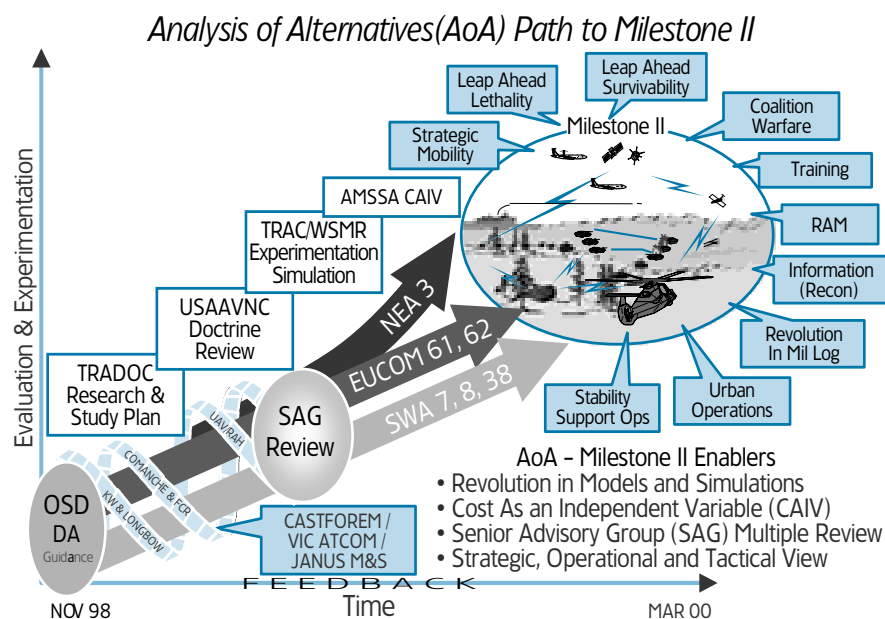 Analysis of Alternatives(AoA) Path to Milestone II
Evaluation & Experimentation
Leap Ahead
Lethality
Leap Ahead
Survivability
Milestone II
Strategic
Mobility
Coalition
Warfare
Training
RAM
Information
(Recon)
Revolution
In Mil Log
Urban
Operations
Stability
Support Ops
AMSSA CAIV
TRAC/WSMR
Experimentation
Simulation
USAAVNC
Doctrine
Review
TRADOC
Research &
Study Plan
NEA 3
EUCOM 61, 62
SWA 7, 8, 38
SAG
Review
UAV/RAH
COMANCHE & FCR
KW & LONGBOW
OSD
DA
Guidance
CASTFOREM /
VIC ATCOM /
JANUS M&S
AoA – Milestone II Enablers
• Revolution in Models and Simulations
• Cost As an Independent Variable (CAIV)
• Senior Advisory Group (SAG) Multiple Review
• Strategic, Operational and Tactical View
FEEDBACK
NOV 98
Time
MAR 00